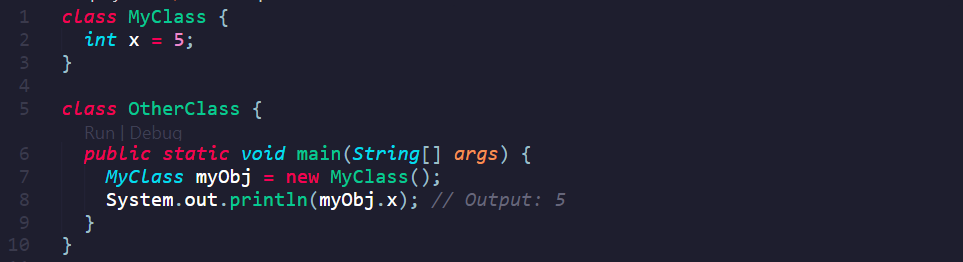 1 class MyClass {
2 int x = 5;
3 }
4
5 class OtherClass {
Run | Debug
6 public static void main(String[] args) {
7 MyClass myObj = new MyClass();
8 System.out.println(myObj.x); // Output: 5
9 }
10 }